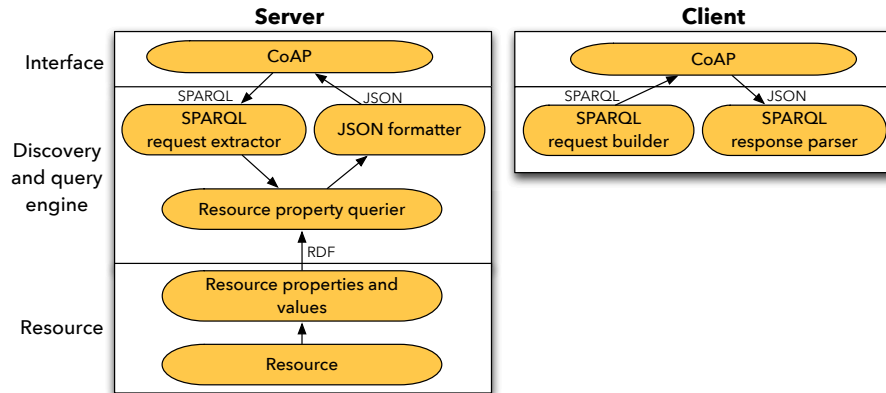 Server
Client
Interface
CoAP
CoAP
SPARQL
JSON
SPARQL
JSON
SPARQL
request extractor
JSON formatter
SPARQL
request builder
SPARQL
response parser
Discovery
and query
engine
Resource property querier
RDF
Resource properties and
values
Resource
Resource